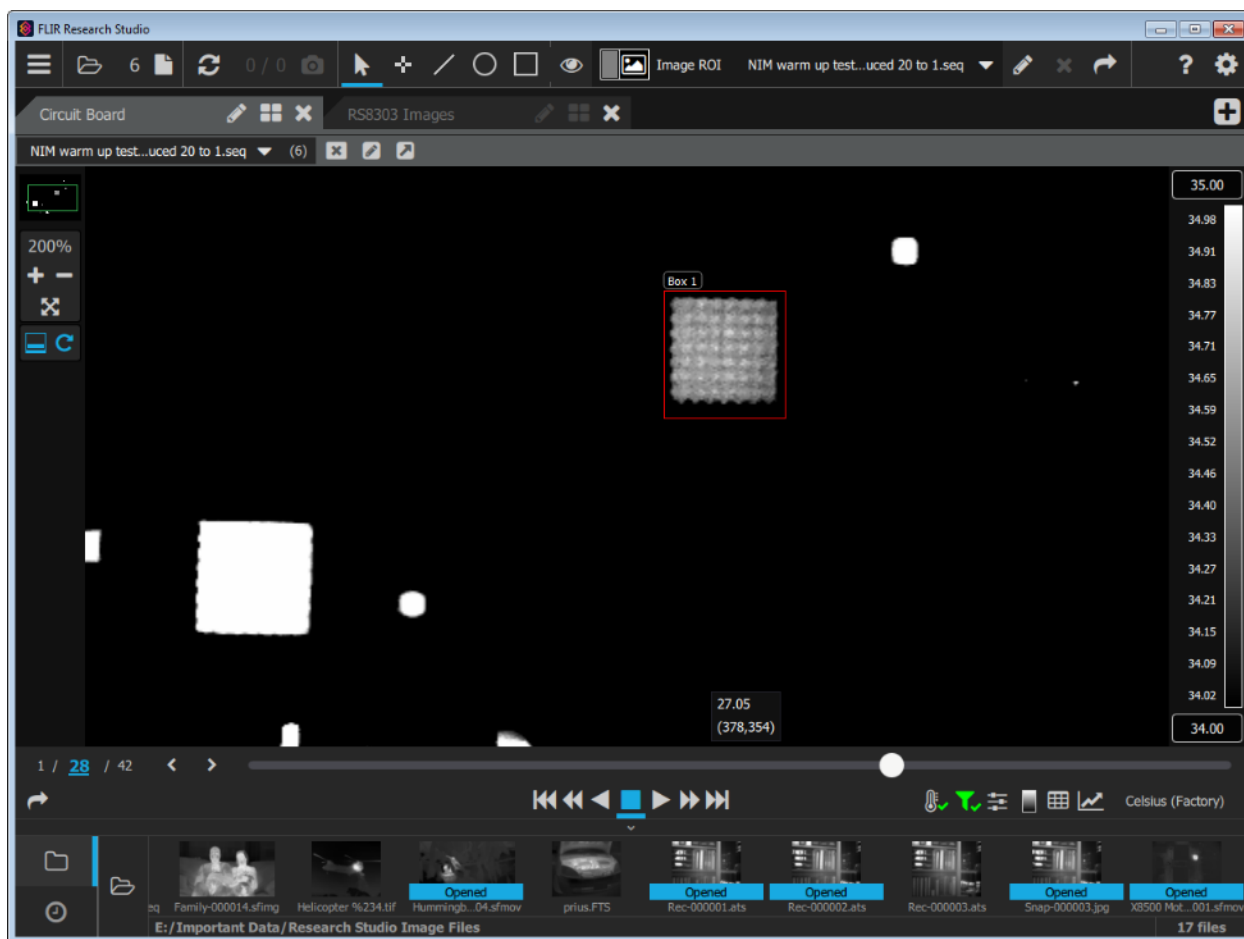 FLIR Research Studio
6
0 / 0
Image ROI
NIM warm up test...uced 20 to 1.seq
?
Circuit Board
RS8303 Images
NIM warm up test...uced 20 to 1.seq
(6)
35.00
200%
34.98
34.91
34.83
34.77
34.71
34.65
34.59
34.52
34.46
34.40
34.33
34.27
34.21
34.15
34.09
34.02
34.00
Box 1
27.05
(378,354)
1 / 28 / 42
Celsius (Factory)
Opened
Opened
Opened
Opened
Opened
eq
Family-000014.sfimg
Helicopter %234.tif
Hummingb...04.sfmov
prius.FTS
Rec-000001.ats
Rec-000002.ats
Rec-000003.ats
Snap-000003.jpg
X8500 Mot...001.sfmov
E:/Important Data/Research Studio Image Files
17 files